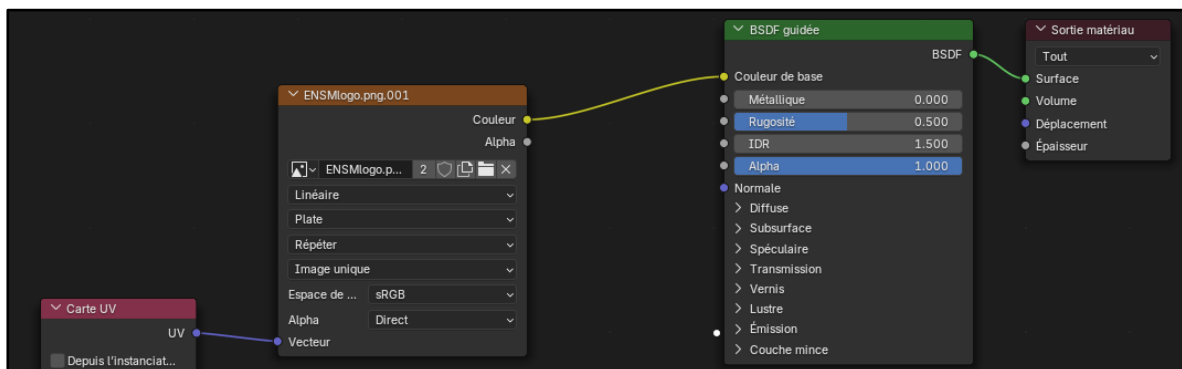 Carte UV
UV
Depuis l'instanciat...
ENSMlogo.png.001
Couleur
Alpha
ENSMlogo.p... 2
Linéaire
Plate
Répéter
Image unique
Espace de ... sRGB
Alpha Direct
Vecteur
BSDF guidée
BSDF
Couleur de base
Métallique 0.000
Rugosité 0.500
IDR 1.500
Alpha 1.000
Normale
Diffuse
Subsurface
Spéculaire
Transmission
Vernis
Lustre
Émission
Couche mince
Sortie matériau
Tout
Surface
Volume
Déplacement
Épaisseur